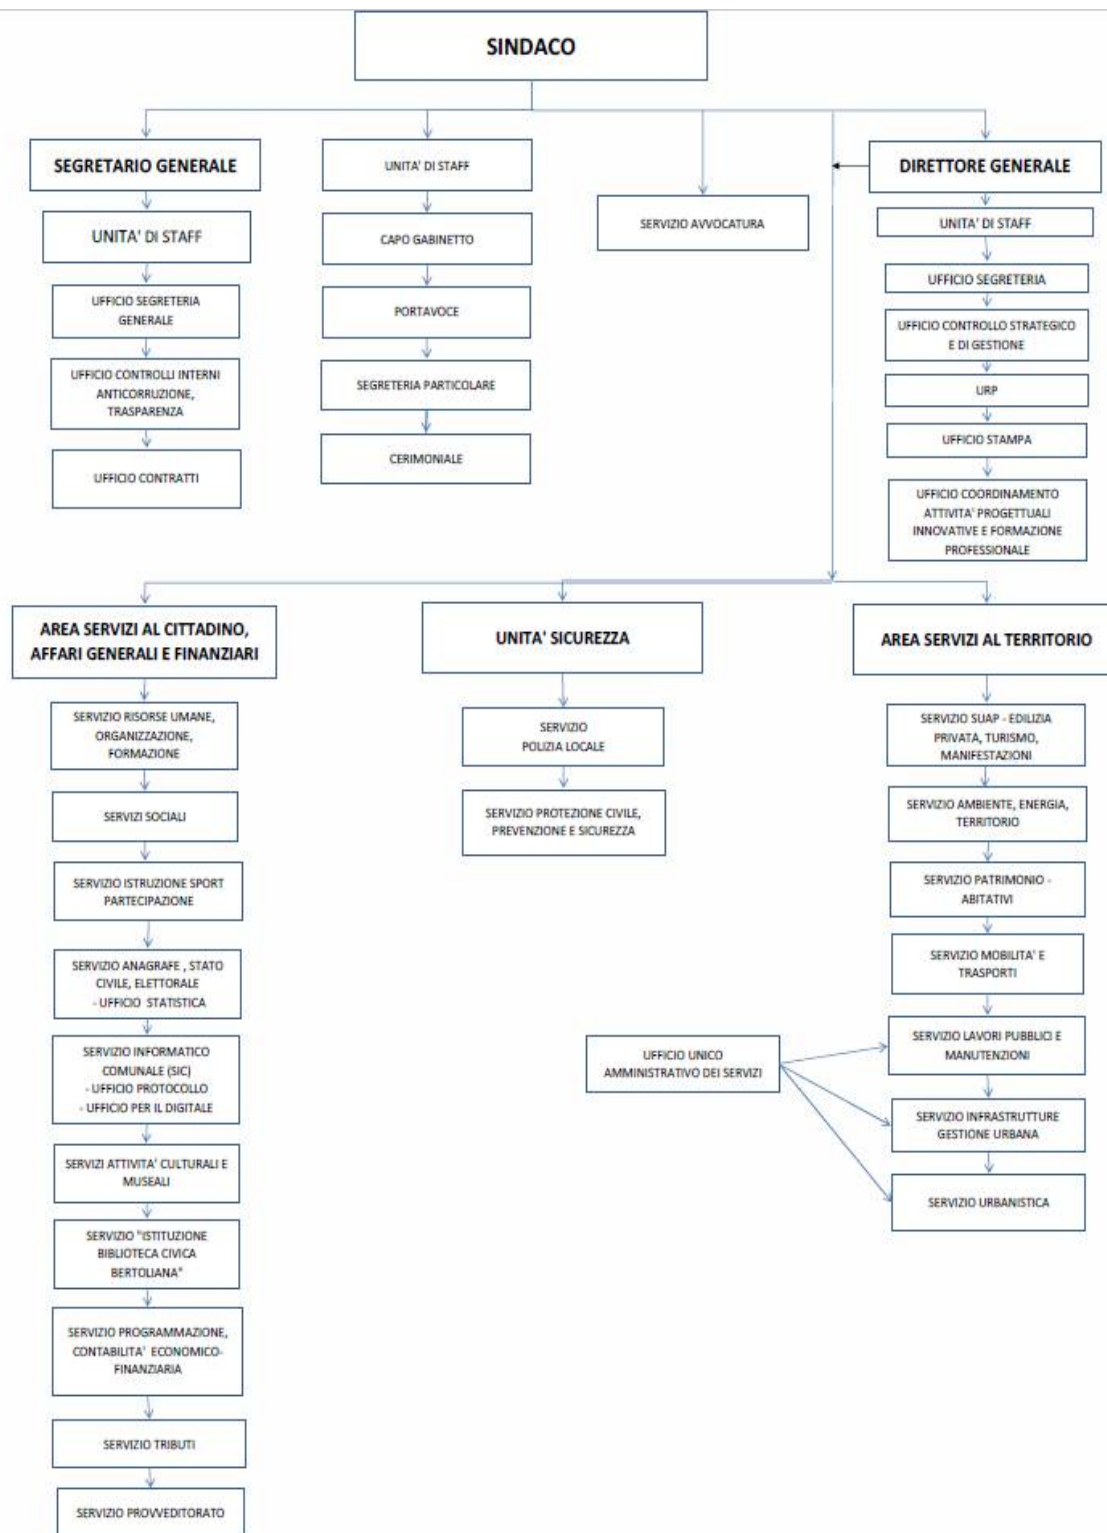 SINDACO
SEGRETARIO GENERALE
UNITA' DI STAFF
UFFICIO SEGRETERIA
GENERALE
UFFICIO CONTROLLI INTERNI
ANTICORRUZIONE,
TRASPARENZA
UFFICIO CONTRATTI
UNITA' DI STAFF
CAPO GABINETTO
PORTAVOCE
SEGRETERIA PARTICOLARE
CERIMONIALE
SERVIZIO AVVOCATURA
DIRETTORE GENERALE
UNITA' DI STAFF
UFFICIO SEGRETERIA
UFFICIO CONTROLLO STRATEGICO
E DI GESTIONE
URP
UFFICIO STAMPA
UFFICIO COORDINAMENTO
ATTIVITA' PROGETTUALI
INNOVATIVE E FORMAZIONE
PROFESSIONALE
AREA SERVIZI AL CITTADINO,
AFFARI GENERALI E FINANZIARI
SERVIZIO RISORSE UMANE,
ORGANIZZAZIONE,
FORMAZIONE
SERVIZI SOCIALI
SERVIZIO ISTRUZIONE SPORT
PARTECIPAZIONE
SERVIZIO ANAGRAFE , STATO
CIVILE, ELETTORALE
- UFFICIO STATISTICA
SERVIZIO INFORMATICO
COMUNALE (SIC)
- UFFICIO PROTOCOLLO
- UFFICIO PER IL DIGITALE
SERVIZI ATTIVITA' CULTURALI E
MUSEALI
SERVIZIO "ISTITUZIONE
BIBLIOTECA CIVICA
BERTOLIANA"
SERVIZIO PROGRAMMAZIONE,
CONTABILITA' ECONOMICO-
FINANZIARIA
SERVIZIO TRIBUTI
SERVIZIO PROVVEDITORATO
UNITA' SICUREZZA
SERVIZIO
POLIZIA LOCALE
SERVIZIO PROTEZIONE CIVILE,
PREVENZIONE E SICUREZZA
AREA SERVIZI AL TERRITORIO
SERVIZIO SUAP - EDILIZIA
PRIVATA, TURISMO,
MANIFESTAZIONI
SERVIZIO AMBIENTE, ENERGIA,
TERRITORIO
SERVIZIO PATRIMONIO -
ABITATIVI
SERVIZIO MOBILITA' E
TRASPORTI
UFFICIO UNICO
AMMINISTRATIVO DEI SERVIZI
SERVIZIO LAVORI PUBBLICI E
MANUTENZIONI
SERVIZIO INFRASTRUTTURE
GESTIONE URBANA
SERVIZIO URBANISTICA